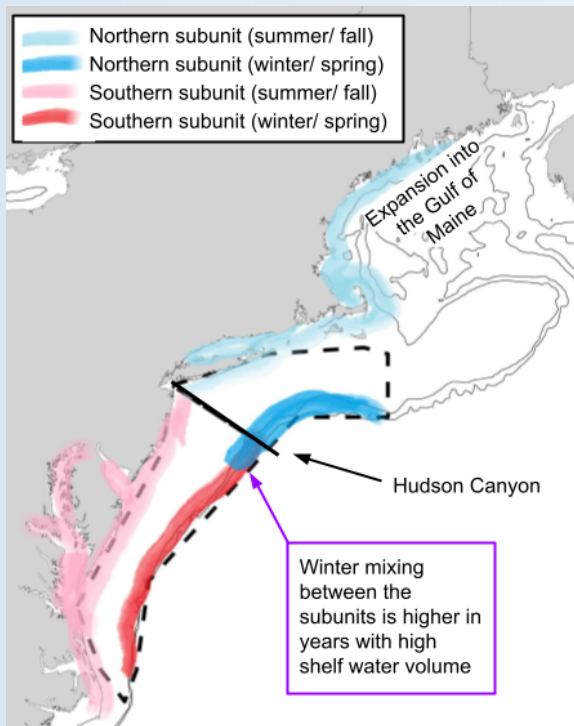 Northern subunit (summer/ fall)
Northern subunit (winter/ spring)
Southern subunit (summer/ fall)
Southern subunit (winter/ spring)
Expansion into
the Gulf of
Maine
Hudson Canyon
Winter mixing
between the
subunits is higher in
years with high
shelf water volume